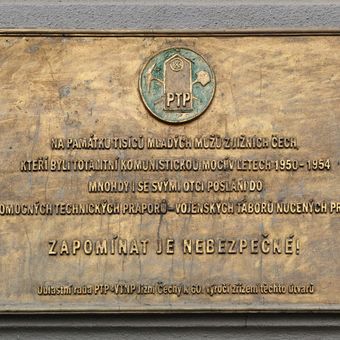 PTP
NA PAMÁTKU TISÍCŮ MLADÝCH MUŽŮ Z JIŽNÍCH ČECH,
KTEŘÍ BYLI TOTALITNÍ KOMUNISTICKOU MOCÍ V LETECH 1950-1954
MNOHDY I SE SVÝMI OTCI POSLÁNI DO
OMOCNÝCH TECHNICKÝCH PRAPORŮ-VOJENSKÝCH TÁBORŮ NUCENÝCH PR
ZAPOMÍNAT JE NEBEZPEČNÉ!
Oblastní rada PTP-VTNP Jižní Čechy k 60. výročí zřízení těchto útvarů